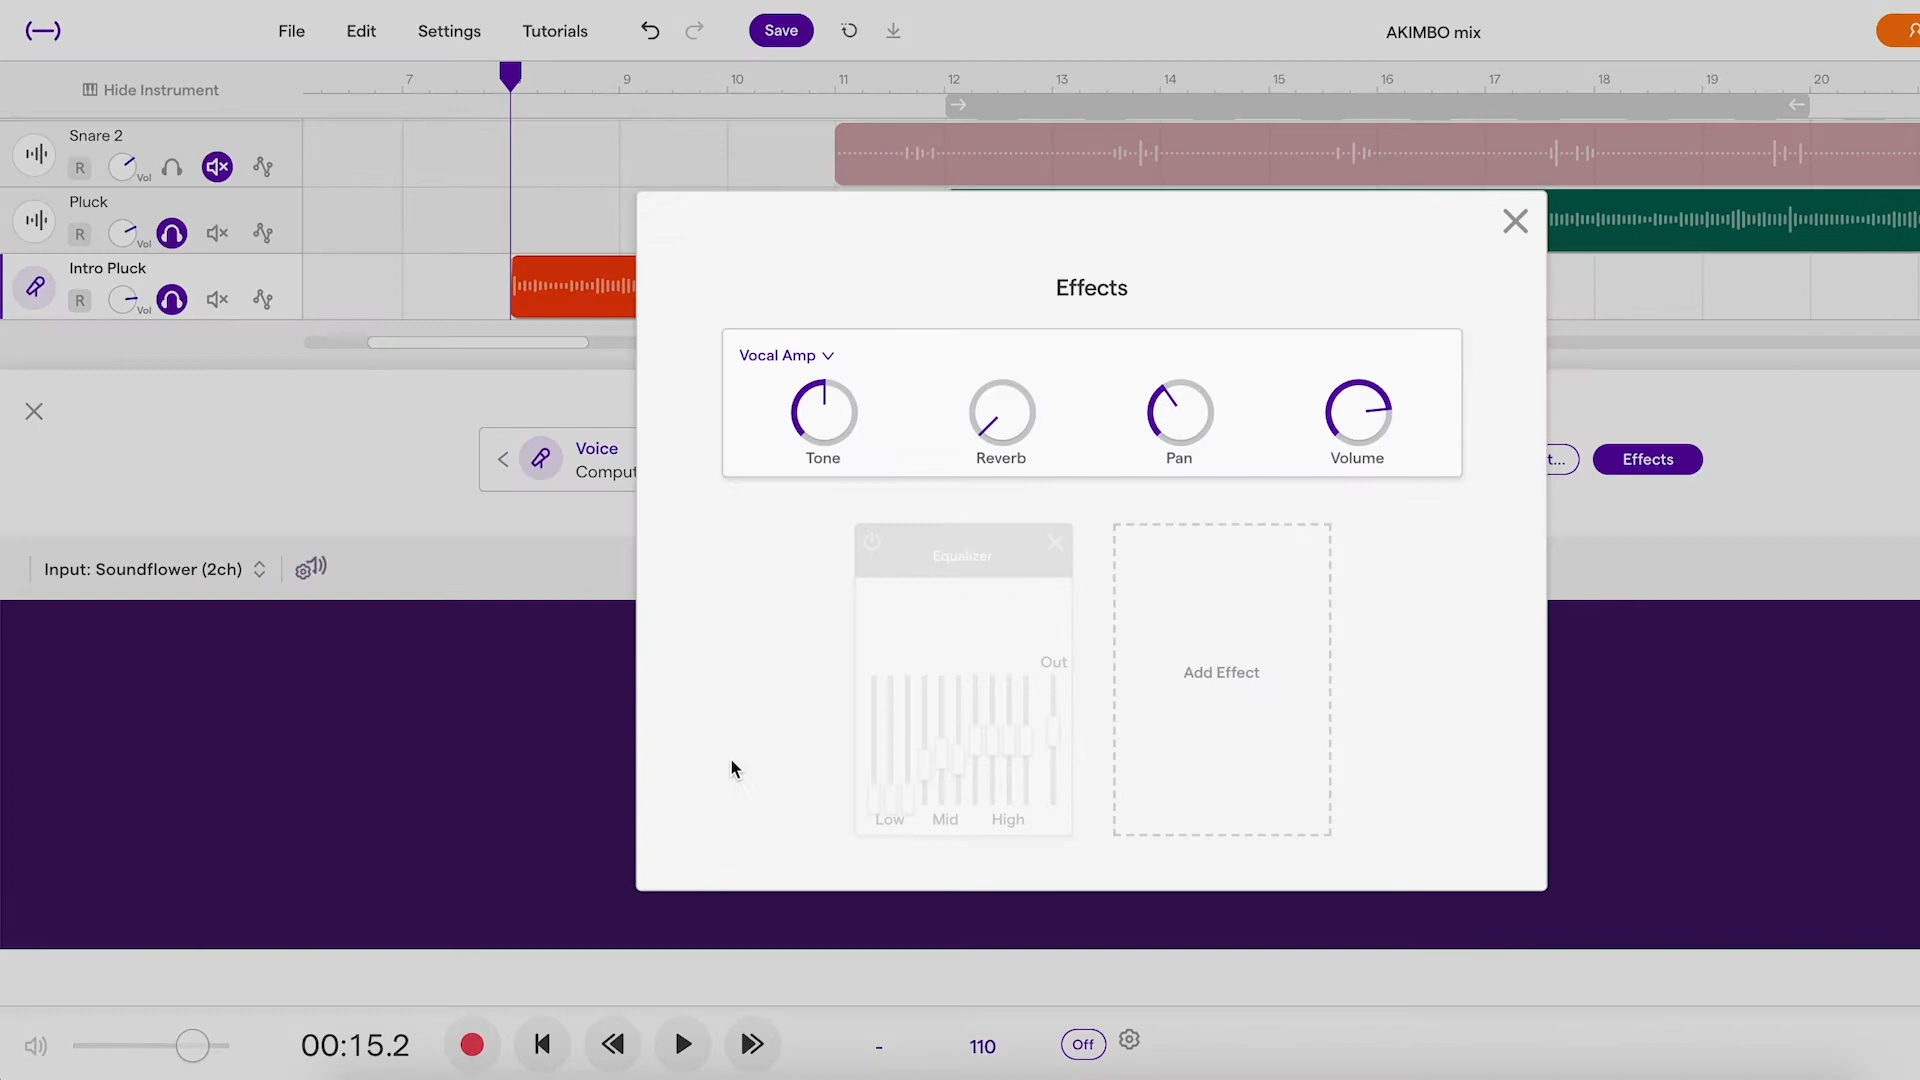 File
Edit
Settings
Tutorials
Save
AKIMBO mix
Hide Instrument
7
9
10
11
12
13
14
15
16
17
18
19
20
Snare 2
R
Vol
Pluck
R
Vol
Intro Pluck
R
Vol
Effects
Vocal Amp
Tone
Reverb
Pan
Volume
Voice
Comput
t...
Effects
Equalizer
Out
Low
Mid
High
Add Effect
Input: Soundflower (2ch)
00:15.2
-
110
Off